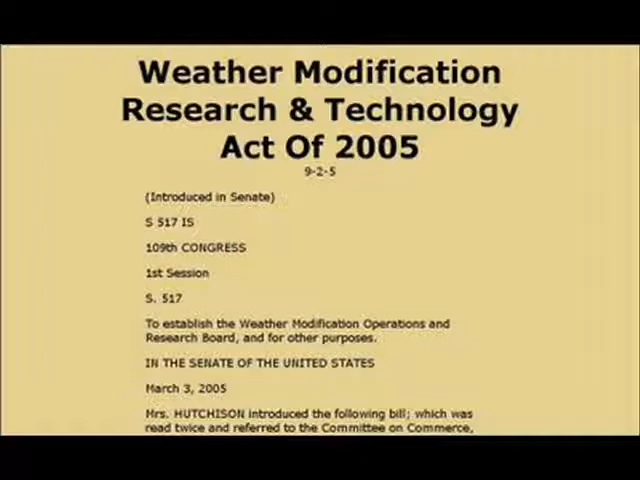 Weather Modification
Research & Technology
Act Of 2005
9-2-5
(Introduced in Senate)
S 517 IS
109th CONGRESS
1st Session
S. 517
To establish the Weather Modification Operations and
Research Board, and for other purposes.
IN THE SENATE OF THE UNITED STATES
March 3, 2005
Mrs. HUTCHISON introduced the following bill; which was
read twice and referred to the Committee on Commerce,